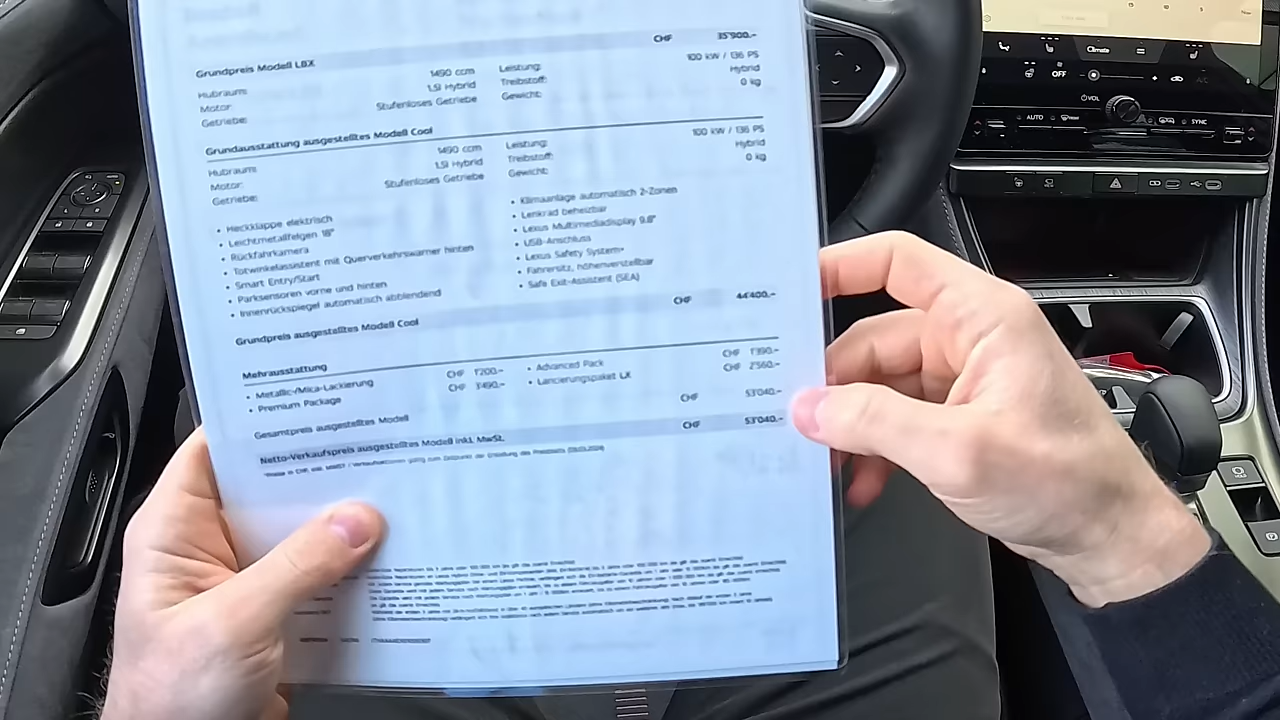 Grundpreis Modell LBX CHF 35'900.–
Hubraum: 1490 ccm Leistung: 100 kW / 136 PS
Motor: 1.5l Hybrid Treibstoff: Hybrid
Getriebe: Stufenloses Getriebe Gewicht: 0 kg
Grundausstattung ausgestelltes Modell Cool
Hubraum: 1490 ccm Leistung: 100 kW / 136 PS
Motor: 1.5l Hybrid Treibstoff: Hybrid
Getriebe: Stufenloses Getriebe Gewicht: 0 kg
• Heckklappe elektrisch
• Leichtmetallfelgen 18"
• Rückfahrkamera
• Totwinkelassistent mit Querverkehrswarner hinten
• Smart Entry/Start
• Parksensoren vorne und hinten
• Innenrückspiegel automatisch abblendend
• Klimaanlage automatisch 2-Zonen
• Lenkrad beheizbar
• Lexus Multimediadisplay 9.8"
• USB-Anschluss
• Lexus Safety System+
• Fahrersitz, höhenverstellbar
• Safe Exit-Assistent (SEA)
Grundpreis ausgestelltes Modell Cool CHF 44'400.–
Mehrausstattung
• Metallic-/Mica-Lackierung CHF 1'200.– • Advanced Pack CHF 1'390.–
• Premium Package CHF 3'490.– • Lancierungspaket LX CHF 2'560.–
Gesamtpreis ausgestelltes Modell CHF 53'040.–
Netto-Verkaufspreis ausgestelltes Modell inkl. MwSt. CHF 53'040.–
Climate
OFF
VOL
AUTO
SYNC
HOLD
P